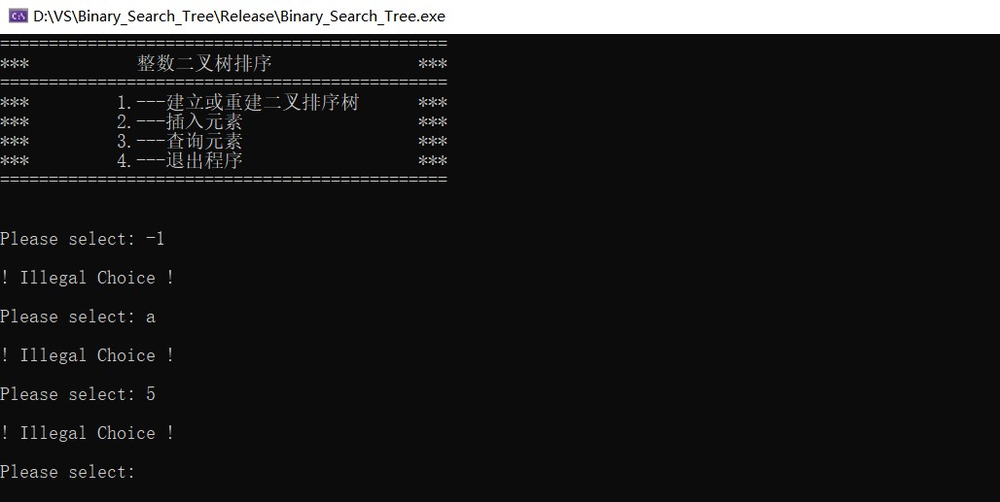 D:\VS\Binary_Search_Tree\Release\Binary_Search_Tree.exe
==============================================
*** 整数二叉树排序 ***
==============================================
*** 1.---建立或重建二叉排序树 ***
*** 2.---插入元素 ***
*** 3.---查询元素 ***
*** 4.---退出程序 ***
==============================================
Please select: -1
! Illegal Choice !
Please select: a
! Illegal Choice !
Please select: 5
! Illegal Choice !
Please select: